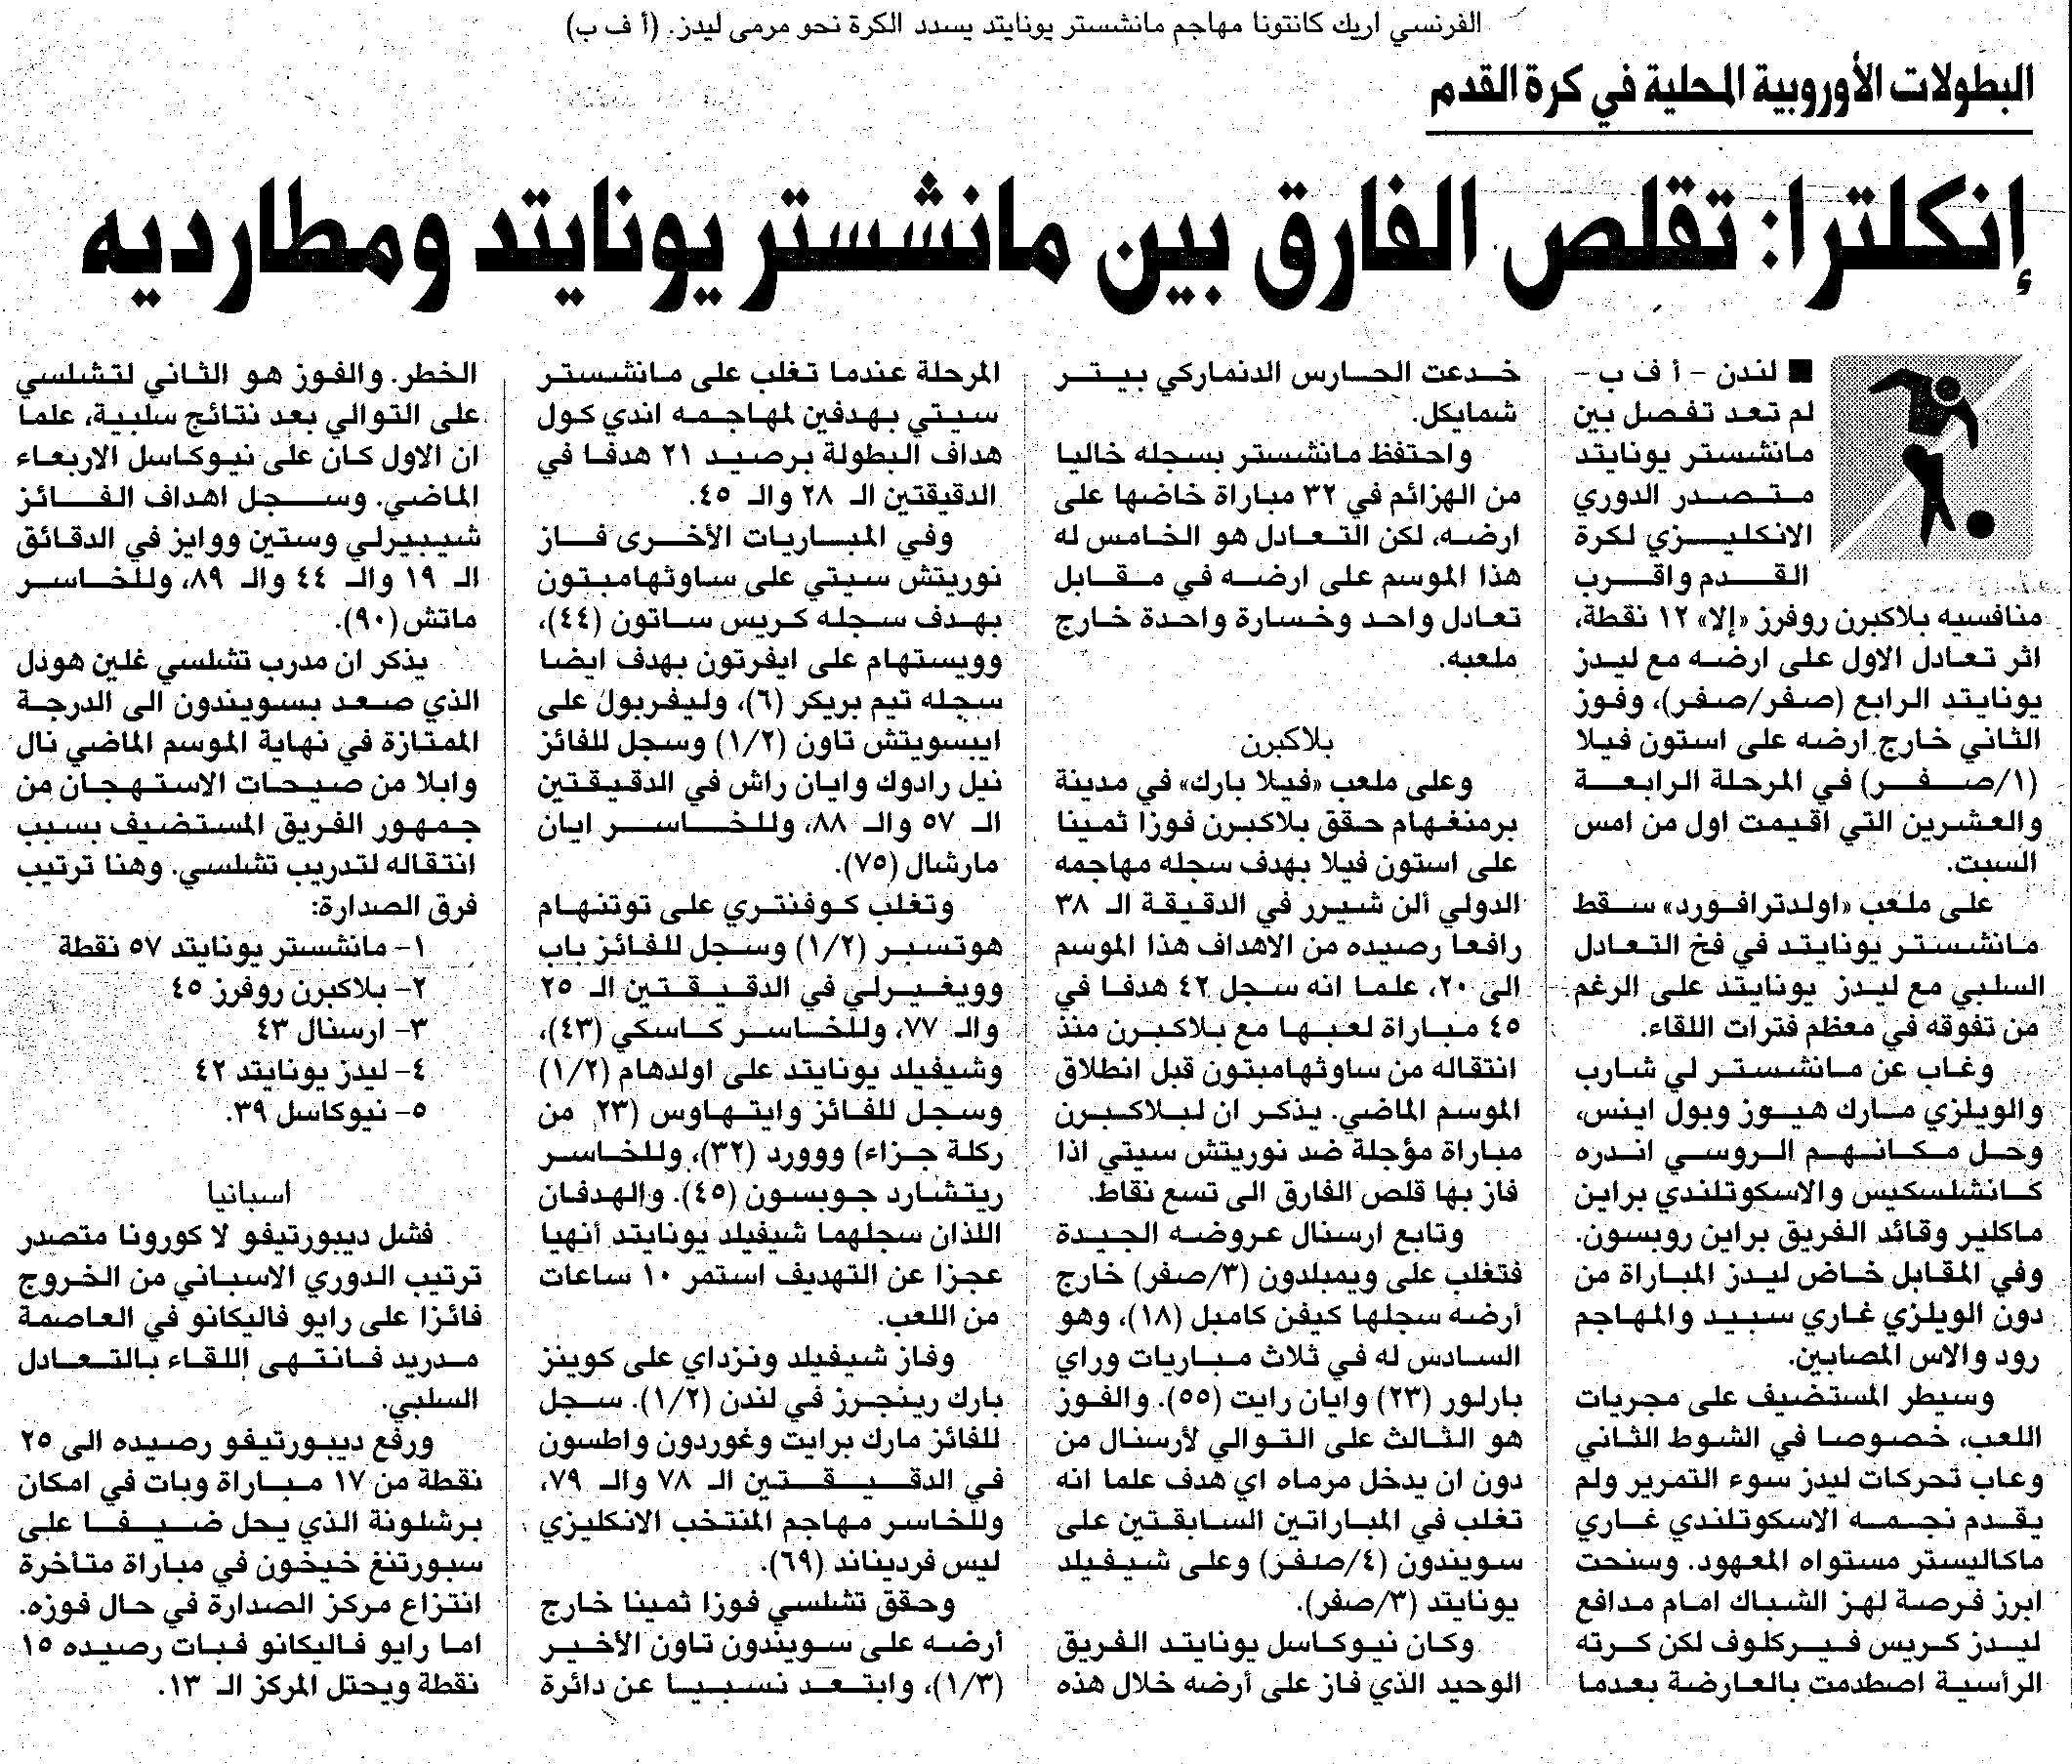 الفرنسي اريك كانتونا مهاجم مانشستر يونايتد يسدد الكرة نحو مرمى ليدز. (أ ف ب)
البطولات الأوروبية المحلية في كرة القدم
إنكلترا: تقلص الفارق بين مانشستر يونايتد ومطارديه
■ لندن - أ ف ب -
لم تعد تفصل بين
مانشستر يونايتد
متصدر الدوري
الانكليزي لكرة
القدم واقرب
منافسيه بلاكبرن روفرز «إلا» ١٢ نقطة،
اثر تعادل الاول على ارضه مع ليدز
يونايتد الرابع (صفر/صفر)، وفوز
الثاني خارج ارضه على استون فيلا
(١/صفر) في المرحلة الرابعة
والعشرين التي اقيمت اول من امس
السبت.
على ملعب «اولدترافورد» سقط
مانشستر يونايتد في فخ التعادل
السلبي مع ليدز يونايتد على الرغم
من تفوقه في معظم فترات اللقاء.
وغاب عن مانشستر لي شارب
والويلزي مارك هيوز وبول اينس،
وحل مكانهم الروسي اندره
كانشلسكيس والاسكوتلندي براين
ماكلير وقائد الفريق براين روبسون.
وفي المقابل خاض ليدز المباراة من
دون الويلزي غاري سبيد والمهاجم
رود والاس المصابين.
وسيطر المستضيف على مجريات
اللعب، خصوصا في الشوط الثاني
وعاب تحركات ليدز سوء التمرير ولم
يقدم نجمه الاسكوتلندي غاري
ماكاليستر مستواه المعهود. وسنحت
ابرز فرصة لهز الشباك امام مدافع
ليدز كريس فيركلوف لكن كرته
الرأسية اصطدمت بالعارضة بعدما
خدعت الحارس الدنماركي بيتر
شمايكل.
واحتفظ مانشستر بسجله خاليا
من الهزائم في ٣٢ مباراة خاضها على
ارضه، لكن التعادل هو الخامس له
هذا الموسم على ارضه في مقابل
تعادل واحد وخسارة واحدة خارج
ملعبه.
بلاكبرن
وعلى ملعب «فيلا بارك» في مدينة
برمنغهام حقق بلاكبرن فوزا ثمينا
على استون فيلا بهدف سجله مهاجمه
الدولي ألن شيرر في الدقيقة الـ ٣٨
رافعا رصيده من الاهداف هذا الموسم
الى ٢٠، علما انه سجل ٤٢ هدفا في
٤٥ مباراة لعبها مع بلاكبرن منذ
انتقاله من ساوثهامبتون قبل انطلاق
الموسم الماضي. يذكر ان لبلاكبرن
مباراة مؤجلة ضد نوريتش سيتي اذا
فاز بها قلص الفارق الى تسع نقاط.
وتابع ارسنال عروضه الجيدة
فتغلب على ويمبلدون (٣/صفر) خارج
أرضه سجلها كيفن كامبل (١٨)، وهو
السادس له في ثلاث مباريات وراي
بارلور (٢٣) وايان رايت (٥٥). والفوز
هو الثالث على التوالي لأرسنال من
دون ان يدخل مرماه اي هدف علما انه
تغلب في المباراتين السابقتين على
سويندون (٤/صفر) وعلى شيفيلد
يونايتد (٣/صفر).
وكان نيوكاسل يونايتد الفريق
الوحيد الذي فاز على أرضه خلال هذه
المرحلة عندما تغلب على مانشستر
سيتي بهدفين لمهاجمه اندي كول
هداف البطولة برصيد ٢١ هدفا في
الدقيقتين الـ ٢٨ والـ ٤٥.
وفي المباريات الأخرى فاز
نوريتش سيتي على ساوثهامبتون
بهدف سجله كريس ساتون (٤٤)،
وويستهام على ايفرتون بهدف ايضا
سجله تيم بريكر (٦)، وليفربول على
ايبسويتش تاون (١/٢) وسجل للفائز
نيل رادوك وايان راش في الدقيقتين
الـ ٥٧ والـ ٨٨، وللخاسر ايان
مارشال (٧٥).
وتغلب كوفنتري على توتنهام
هوتسبر (١/٢) وسجل للفائز باب
وويغيرلي في الدقيقتين الـ ٢٥
والـ ٧٧، وللخاسر كاسكي (٤٣)،
وشيفيلد يونايتد على اولدهام (١/٢)
وسجل للفائز وايتهاوس (٢٣ من
ركلة جزاء) ووورد (٣٢)، وللخاسر
ريتشارد جوبسون (٤٥). والهدفان
اللذان سجلهما شيفيلد يونايتد أنهيا
عجزا عن التهديف استمر ١٠ ساعات
من اللعب.
وفاز شيفيلد ونزداي على كوينز
بارك رينجرز في لندن (١/٢). سجل
للفائز مارك برايت وغوردون واطسون
في الدقيقتين الـ ٧٨ والـ ٧٩،
وللخاسر مهاجم المنتخب الانكليزي
ليس فرديناند (٦٩).
وحقق تشلسي فوزا ثمينا خارج
أرضه على سويندون تاون الأخير
(١/٣)، وابتعد نسبيا عن دائرة
الخطر. والفوز هو الثاني لتشلسي
على التوالي بعد نتائج سلبية، علما
ان الاول كان على نيوكاسل الاربعاء
الماضي. وسجل اهداف الفائز
شيبيرلي وستين ووايز في الدقائق
الـ ١٩ والـ ٤٤ والـ ٨٩، وللخاسر
ماتش (٩٠).
يذكر ان مدرب تشلسي غلين هودل
الذي صعد بسويندون الى الدرجة
الممتازة في نهاية الموسم الماضي نال
وابلا من صيحات الاستهجان من
جمهور الفريق المستضيف بسبب
انتقاله لتدريب تشلسي. وهنا ترتيب
فرق الصدارة:
١- مانشستر يونايتد ٥٧ نقطة
٢- بلاكبرن روفرز ٤٥
٣- ارسنال ٤٣
٤- ليدز يونايتد ٤٢
٥- نيوكاسل ٣٩.
اسبانيا
فشل ديبورتيفو لا كورونا متصدر
ترتيب الدوري الاسباني من الخروج
فائزا على رايو فاليكانو في العاصمة
مدريد فانتهى اللقاء بالتعادل
السلبي.
ورفع ديبورتيفو رصيده الى ٢٥
نقطة من ١٧ مباراة وبات في امكان
برشلونة الذي يحل ضيفا على
سبورتنغ خيخون في مباراة متأخرة
انتزاع مركز الصدارة في حال فوزه.
اما رايو فاليكانو فبات رصيده ١٥
نقطة ويحتل المركز الـ ١٣.